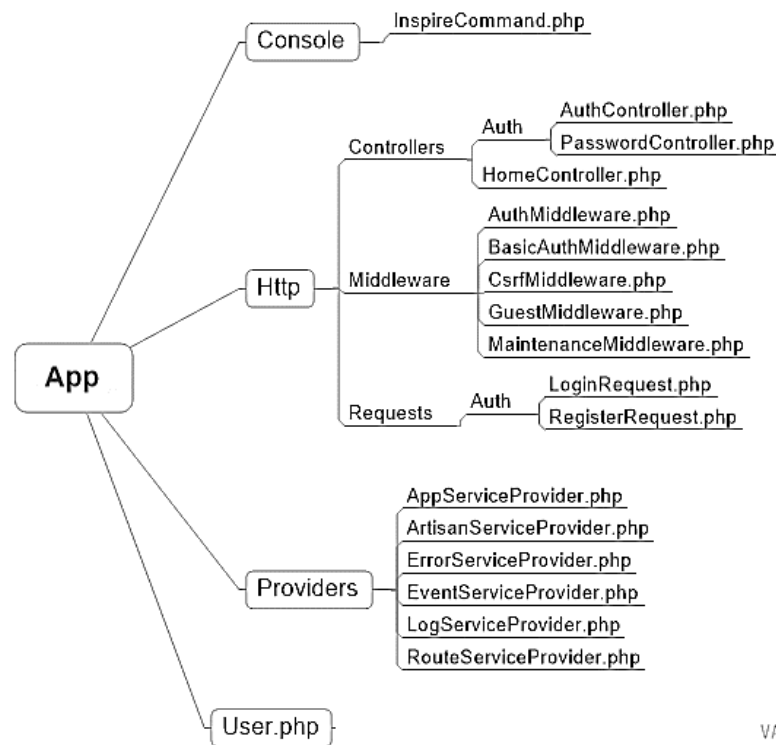 App
Console
InspireCommand.php
Http
Controllers
Auth
AuthController.php
PasswordController.php
HomeController.php
Middleware
AuthMiddleware.php
BasicAuthMiddleware.php
CsrfMiddleware.php
GuestMiddleware.php
MaintenanceMiddleware.php
Requests
Auth
LoginRequest.php
RegisterRequest.php
Providers
AppServiceProvider.php
ArtisanServiceProvider.php
ErrorServiceProvider.php
EventServiceProvider.php
LogServiceProvider.php
RouteServiceProvider.php
User.php